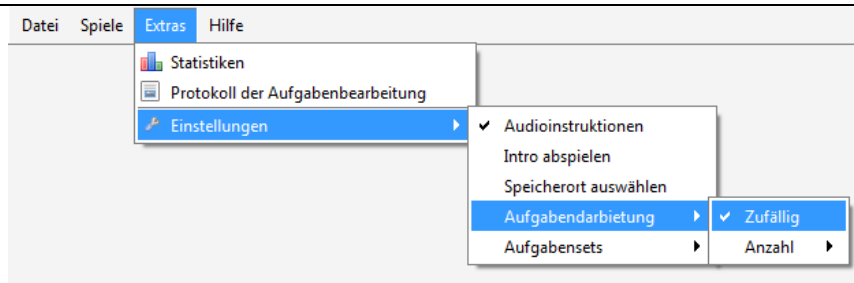 Datei Spiele Extras Hilfe
Statistiken
Protokoll der Aufgabenbearbeitung
Einstellungen
Audioinstruktionen
Intro abspielen
Speicherort auswählen
Aufgabendarbietung
Zufällig
Aufgabensets
Anzahl